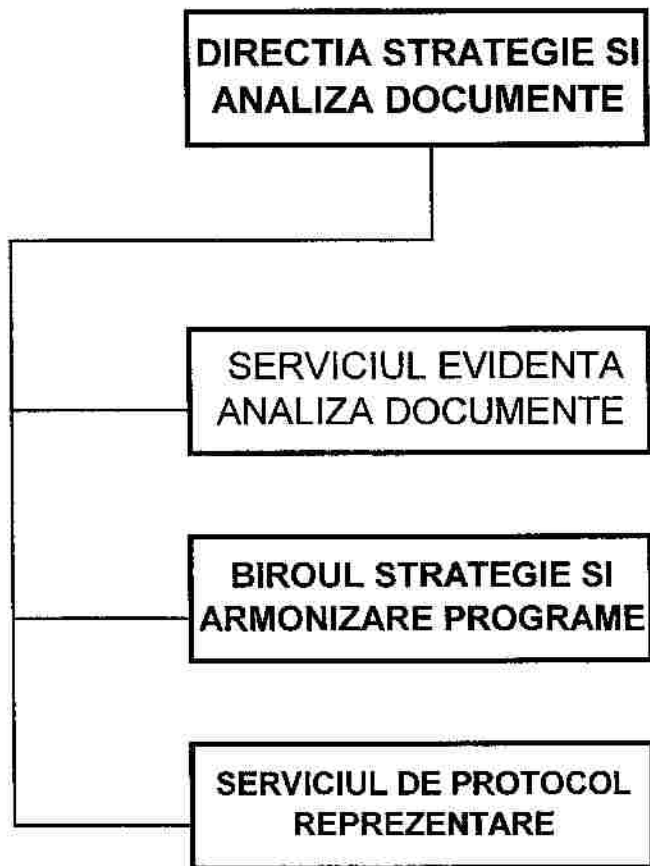 DIRECTIA STRATEGIE SI
ANALIZA DOCUMENTE
SERVICIUL EVIDENTA
ANALIZA DOCUMENTE
BIROUL STRATEGIE SI
ARMONIZARE PROGRAME
SERVICIUL DE PROTOCOL
REPREZENTARE